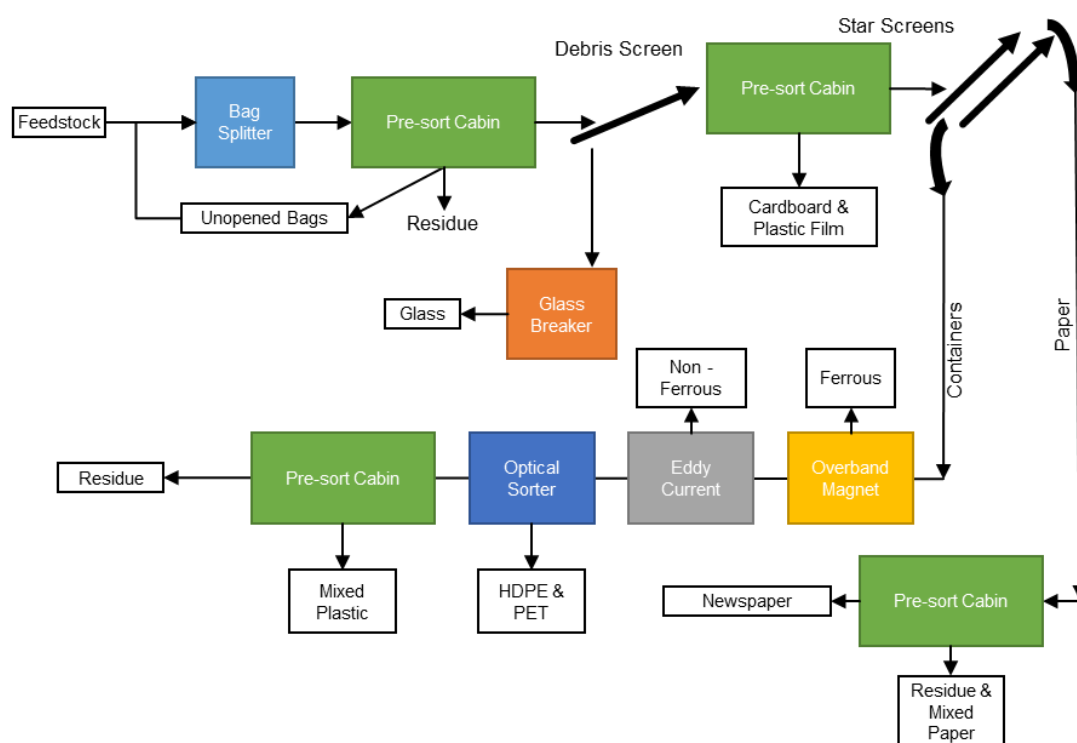 Star Screens
Debris Screen
Feedstock
Bag
Splitter
Pre-sort Cabin
Pre-sort Cabin
Unopened Bags
Residue
Cardboard &
Plastic Film
Glass
Glass
Breaker
Containers
Paper
Non -
Ferrous
Ferrous
Residue
Pre-sort Cabin
Optical
Sorter
Eddy
Current
Overband
Magnet
Mixed
Plastic
HDPE &
PET
Newspaper
Pre-sort Cabin
Residue &
Mixed
Paper